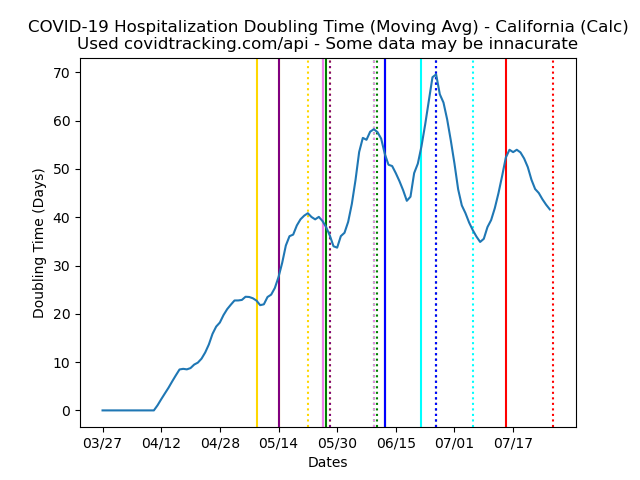 COVID-19 Hospitalization Doubling Time (Moving Avg) - California (Calc)
Used covidtracking.com/api - Some data may be innacurate
70
60
50
40
30
20
10
0
Doubling Time (Days)
03/27 04/12 04/28 05/14 05/30 06/15 07/01 07/17
Dates